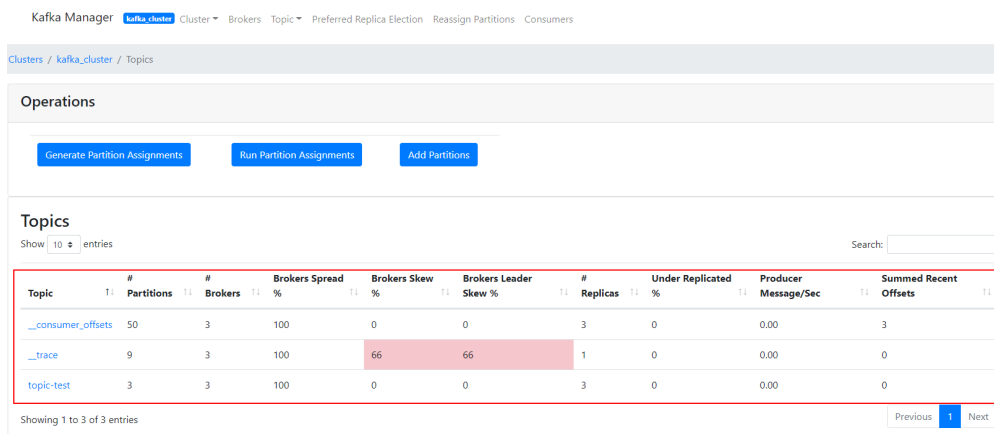 Kafka Manager kafka_cluster Cluster Brokers Topic Preferred Replica Election Reassign Partitions Consumers
Clusters / kafka_cluster / Topics
Operations
Generate Partition Assignments Run Partition Assignments Add Partitions
Topics
Show 10 entries Search:
Topic # Partitions # Brokers Brokers Spread % Brokers Skew % Brokers Leader Skew % # Replicas Under Replicated % Producer Message/Sec Summed Recent Offsets
__consumer_offsets 50 3 100 0 0 3 0 0.00 3
__trace 9 3 100 66 66 1 0 0.00 0
topic-test 3 3 100 0 0 3 0 0.00 0
Showing 1 to 3 of 3 entries Previous 1 Next